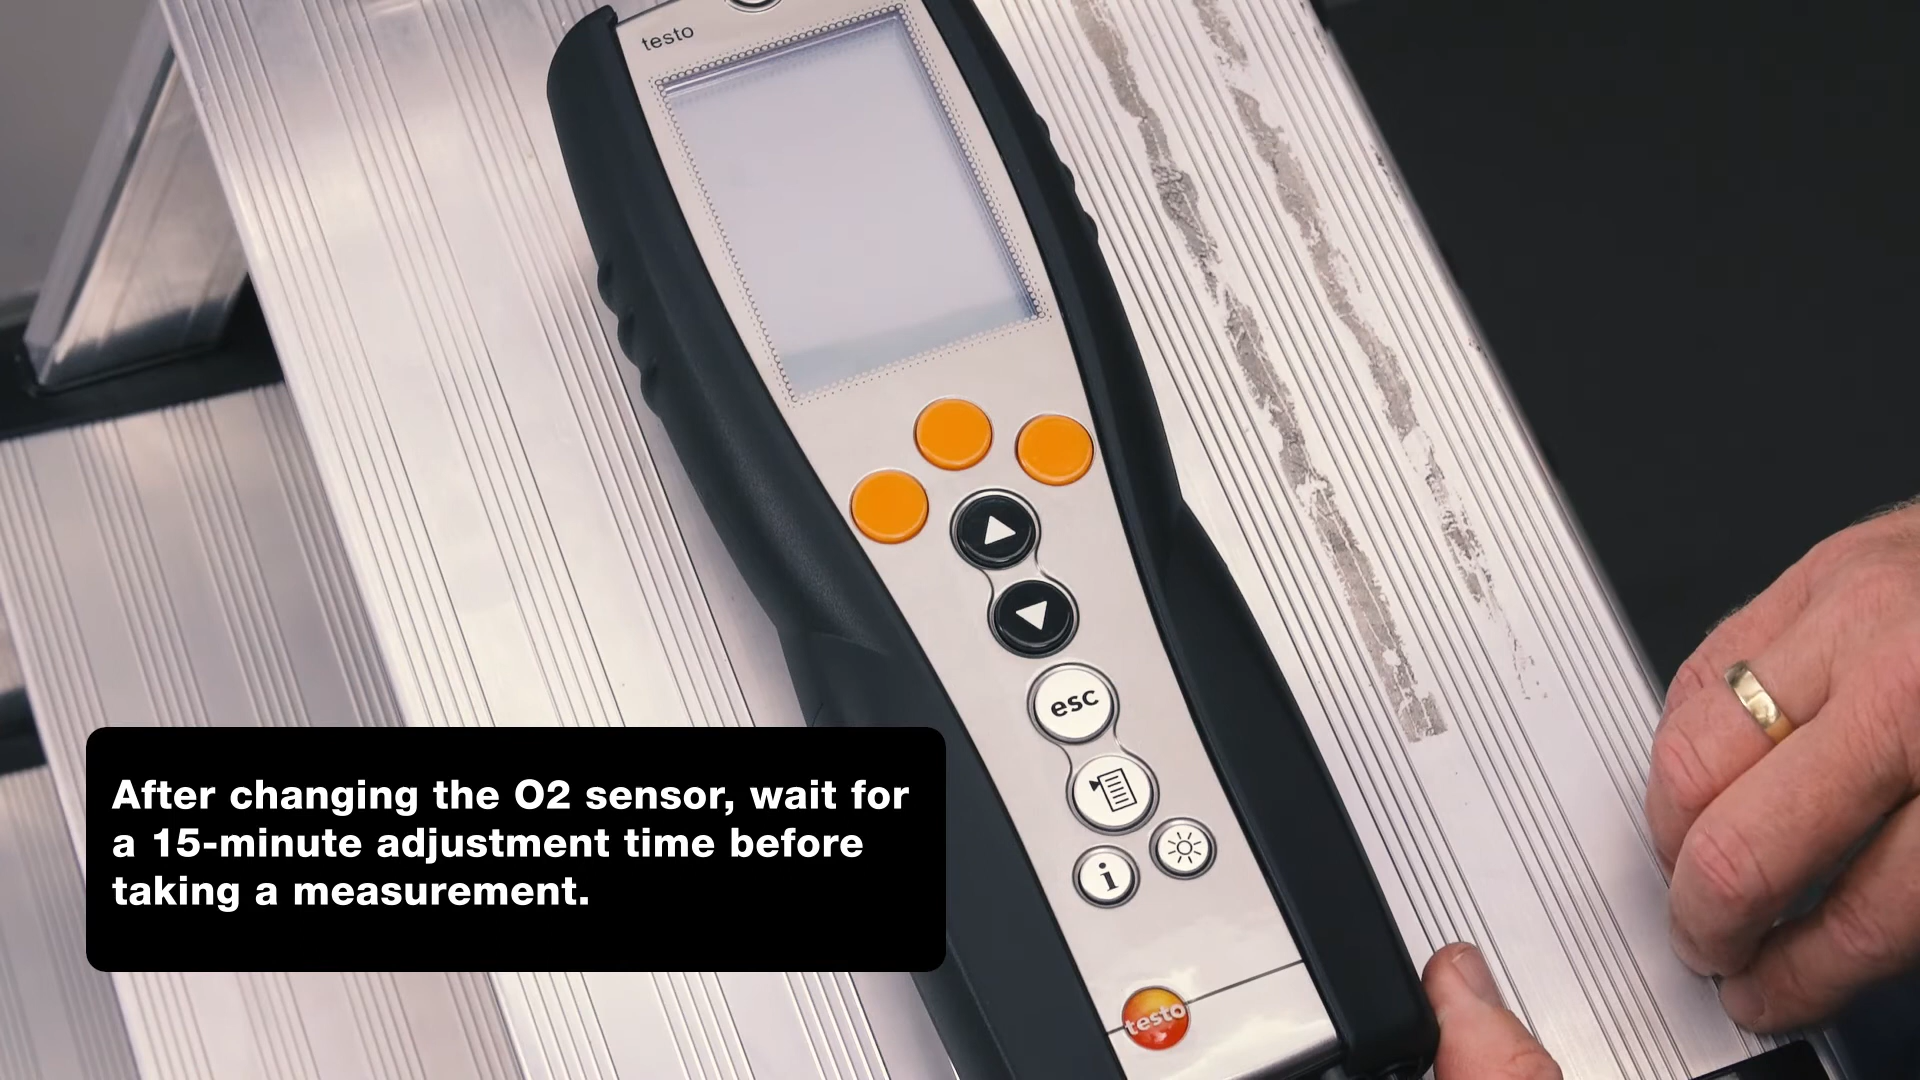 testo
esc
i
testo
After changing the O2 sensor, wait for
a 15-minute adjustment time before
taking a measurement.